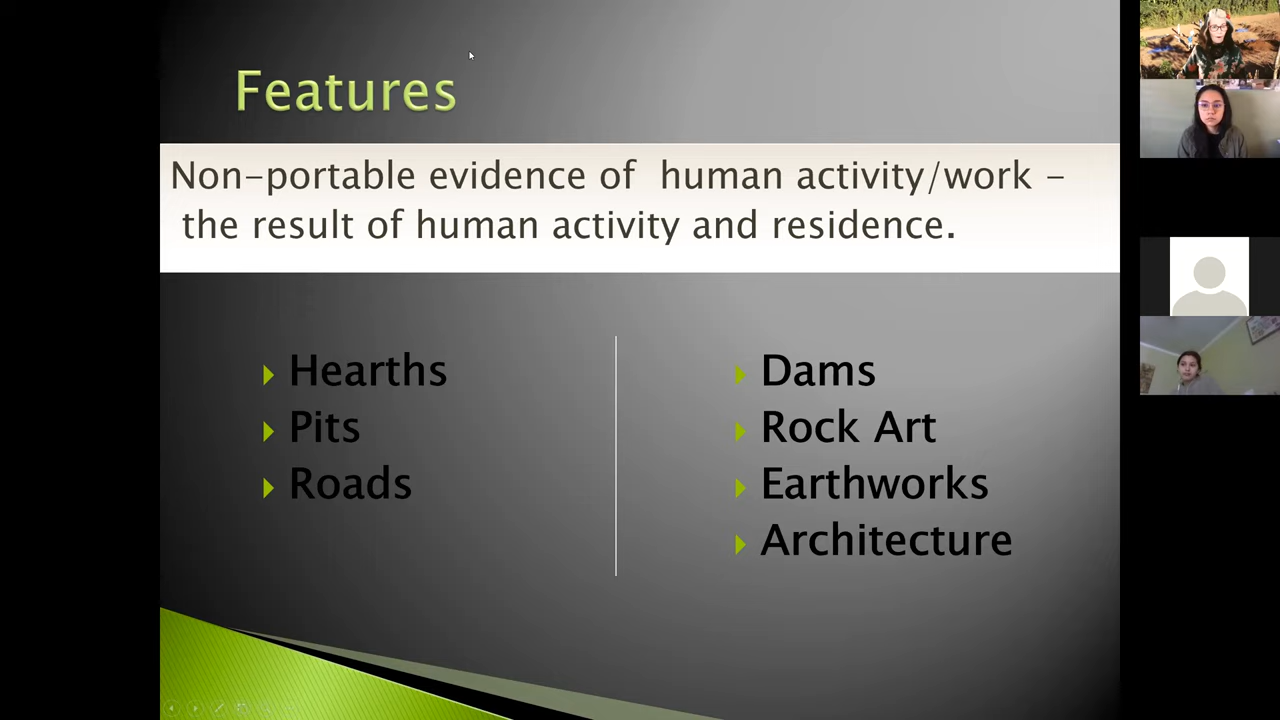 Features
Non-portable evidence of human activity/work –
the result of human activity and residence.
Hearths
Pits
Roads
Dams
Rock Art
Earthworks
Architecture